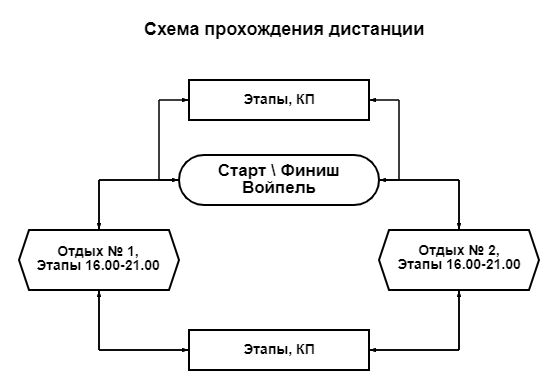 Схема прохождения дистанции
Этапы, КП
Старт \ Финиш
Войпель
Отдых № 1,
Этапы 16.00-21.00
Отдых № 2,
Этапы 16.00-21.00
Этапы, КП